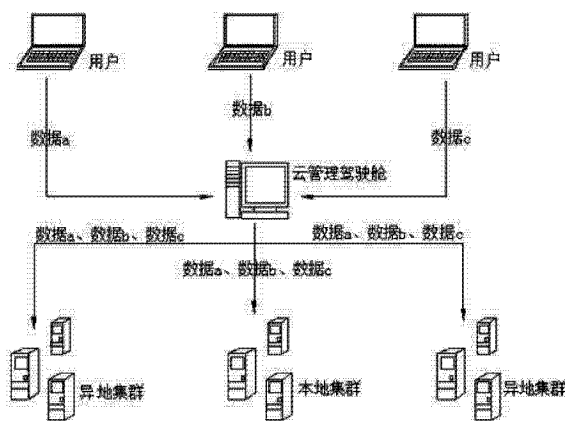 用户
用户
用户
数据a
数据b
数据c
云管理驾驶舱
数据a、数据b、数据c
数据a、数据b、数据c
数据a、数据b、数据c
异地集群
本地集群
异地集群